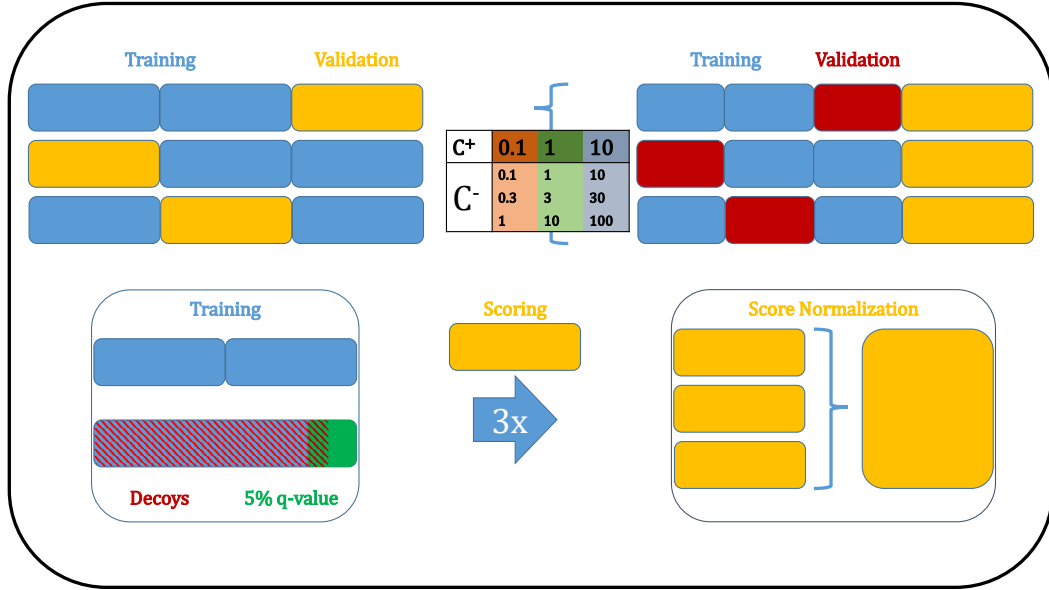 Training Validation
Training Validation
C+ 0.1 1 10
C- 0.1 1 10
0.3 3 30
1 10 100
Training
Scoring
Score Normalization
3x
Decoys 5% q-value